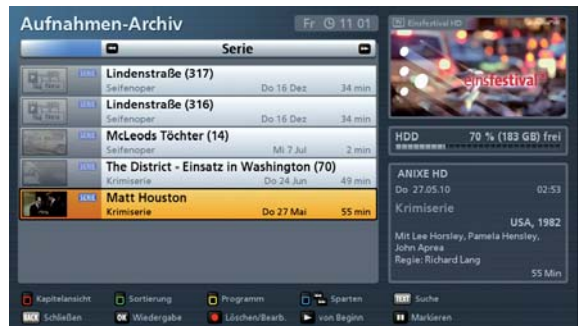 Aufnahmen-Archiv
Fr 11 01
Serie
Lindenstraße (317)
Seifenoper Do 16 Dez 34 min
Lindenstraße (316)
Seifenoper Do 16 Dez 34 min
McLeods Töchter (14)
Seifenoper Mi 7 Jul 2 min
The District - Einsatz in Washington (70)
Krimiserie Do 24 Jun 49 min
Matt Houston
Krimiserie Do 27 Mai 55 min
SERIE
SERIE
SERIE
SERIE
SERIE
Einsfestival HD
einsfestival
HDD 70 % (183 GB) frei
ANIXE HD
Do 27.05.10 02:53
Krimiserie
USA, 1982
Mit Lee Horsley, Pamela Hensley,
John Aprea
Regie: Richard Lang
55 Min
Kapitelansicht Sortierung Programm Sparten TEXT Suche
BACK Schließen OK Wiedergabe Löschen/Bearb. von Beginn Markieren